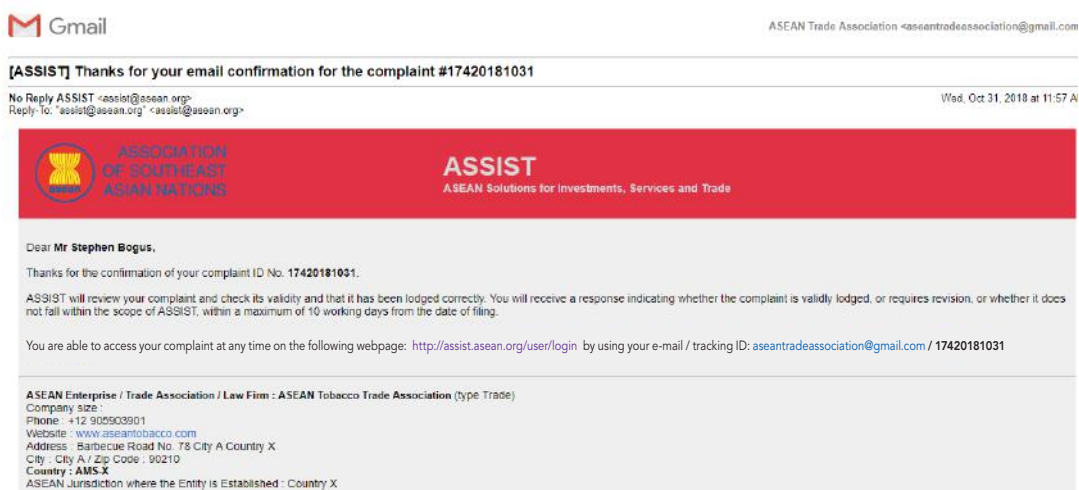 Gmail
ASEAN Trade Association <aseantradeassociation@gmail.com
[ASSIST] Thanks for your email confirmation for the complaint #17420181031
No Reply ASSIST <assist@asean.org>
Wed, Oct 31, 2018 at 11:57 A
Reply-To: "assist@asean.org" <assist@asean.org>
ASSOCIATION
OF SOUTHEAST
ASIAN NATIONS
asean
ASSIST
ASEAN Solutions for Investments, Services and Trade
Dear Mr Stephen Bogus,
Thanks for the confirmation of your complaint ID No. 17420181031.
ASSIST will review your complaint and check its validity and that it has been lodged correctly. You will receive a response indicating whether the complaint is validly lodged, or requires revision, or whether it does
not fall within the scope of ASSIST, within a maximum of 10 working days from the date of filing.
You are able to access your complaint at any time on the following webpage: http://assist.asean.org/user/login by using your e-mail / tracking ID: aseantradeassociation@gmail.com / 17420181031
ASEAN Enterprise / Trade Association / Law Firm : ASEAN Tobacco Trade Association (type Trade)
Company size :
Phone : +12 905903901
Website : www.aseantobacco.com
Address : Barbecue Road No. 78 City A Country X
City : City A / Zip Code : 90210
Country : AMS-X
ASEAN Jurisdiction where the Entity is Established : Country X